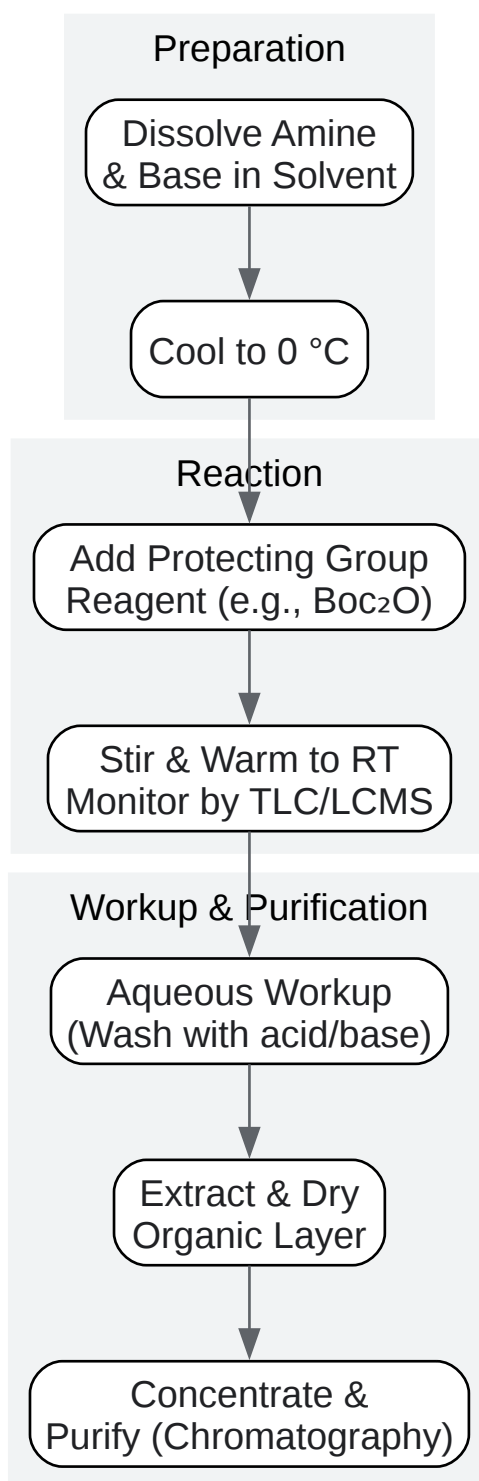 Preparation
Dissolve Amine
& Base in Solvent
Cool to 0 °C
Reaction
Add Protecting Group
Reagent (e.g., Boc₂O)
Stir & Warm to RT
Monitor by TLC/LCMS
Workup & Purification
Aqueous Workup
(Wash with acid/base)
Extract & Dry
Organic Layer
Concentrate &
Purify (Chromatography)